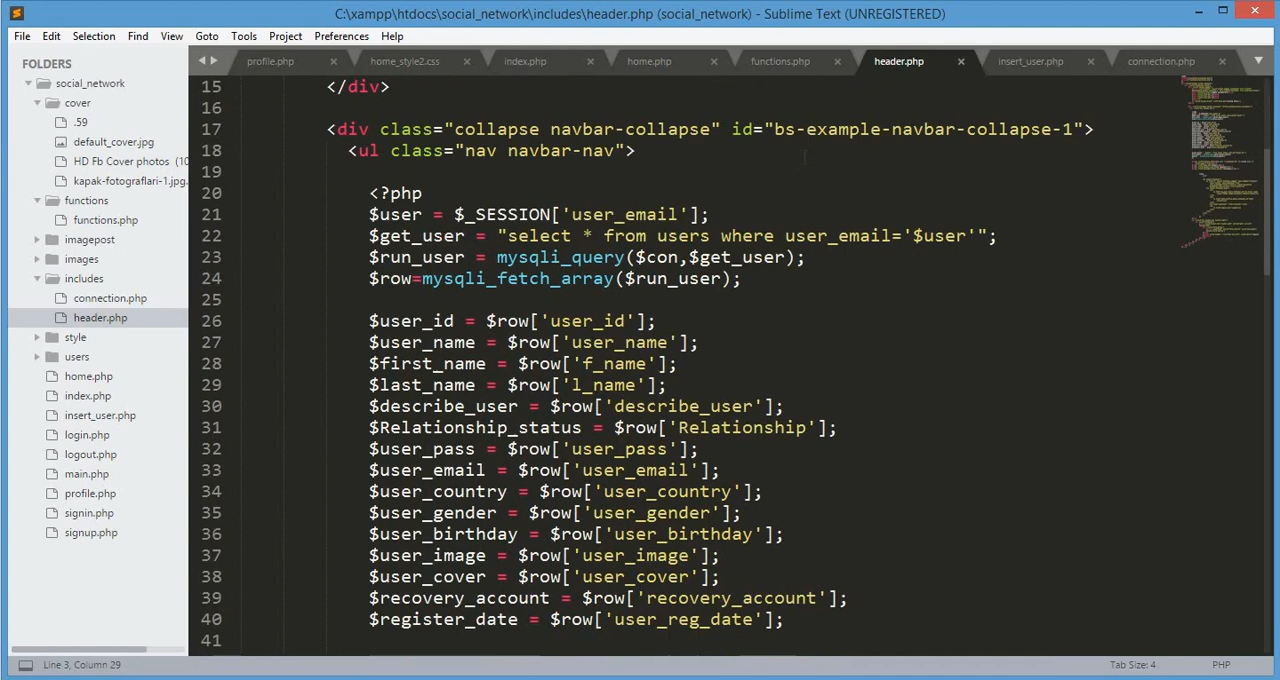 C:\xampp\htdocs\social_network\includes\header.php (social_network) - Sublime Text (UNREGISTERED)
File Edit Selection Find View Goto Tools Project Preferences Help
FOLDERS
social_network
cover
.59
default_cover.jpg
HD Fb Cover photos (10
kapak-fotograflari-1.jpg.
functions
functions.php
imagepost
images
includes
connection.php
header.php
style
users
home.php
index.php
insert_user.php
login.php
logout.php
main.php
profile.php
signin.php
signup.php
profile.php home_style2.css index.php home.php functions.php header.php insert_user.php connection.php
15 </div>
16
17 <div class="collapse navbar-collapse" id="bs-example-navbar-collapse-1">
18 <ul class="nav navbar-nav">
19
20 <?php
21 $user = $_SESSION['user_email'];
22 $get_user = "select * from users where user_email='$user'";
23 $run_user = mysqli_query($con,$get_user);
24 $row=mysqli_fetch_array($run_user);
25
26 $user_id = $row['user_id'];
27 $user_name = $row['user_name'];
28 $first_name = $row['f_name'];
29 $last_name = $row['l_name'];
30 $describe_user = $row['describe_user'];
31 $Relationship_status = $row['Relationship'];
32 $user_pass = $row['user_pass'];
33 $user_email = $row['user_email'];
34 $user_country = $row['user_country'];
35 $user_gender = $row['user_gender'];
36 $user_birthday = $row['user_birthday'];
37 $user_image = $row['user_image'];
38 $user_cover = $row['user_cover'];
39 $recovery_account = $row['recovery_account'];
40 $register_date = $row['user_reg_date'];
41
Line 3, Column 29 Tab Size: 4 PHP